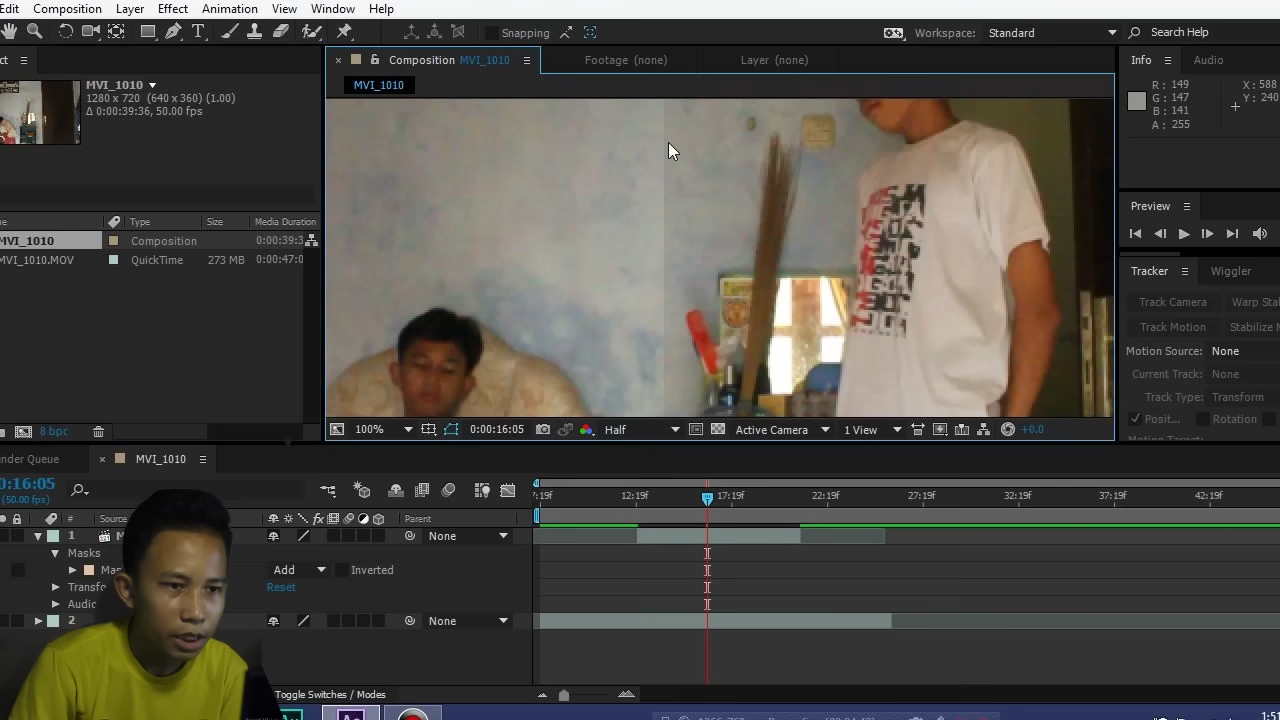 Edit Composition Layer Effect Animation View Window Help
Snapping
Workspace: Standard Search Help
Composition MVI_1010
Footage (none)
Layer (none)
Info
Audio
MVI_1010
1280 x 720 (640 x 360) (1.00)
Δ 0:00:39:36, 50.00 fps
MVI_1010
R: 149
G: 147
B: 141
A: 255
X: 588
Y: 240
Preview
Type Size Media Duration
MVI_1010 Composition 0:00:39:3
MVI_1010.MOV QuickTime 273 MB 0:00:47:0
Tracker
Wiggler
Track Camera
Track Motion
Motion Source: None
Current Track: None
Track Type: Transform
Posit...
Rotation
8 bpc
100%
0:00:16:05
Half
Active Camera
1 View
+0.0
MVI_1010
0:16:05
(50.00 fps)
12:19f 17:19f 22:19f 27:19f 32:19f 37:19f 42:19f
# Source
Parent
1
None
Masks
Add
Inverted
Reset
Audio
2
None
Toggle Switches / Modes